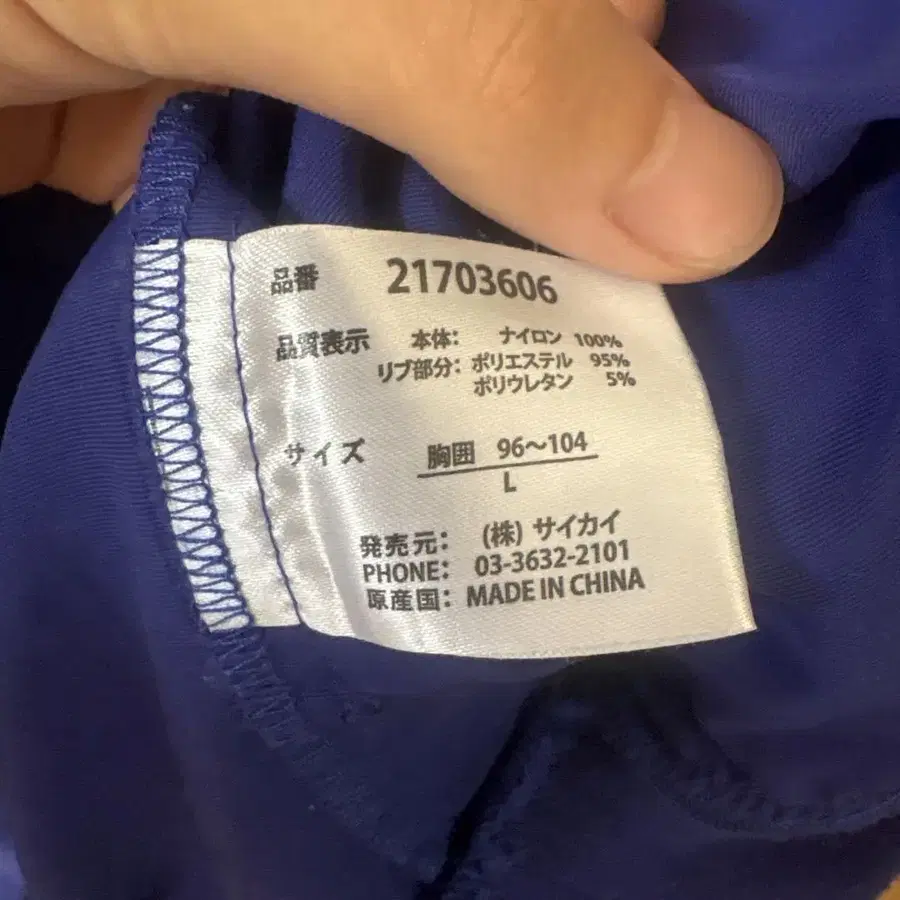 品番 21703606
品質表示 本体: ナイロン 100%
リブ部分: ポリエステル 95%
ポリウレタン 5%
サイズ 胸囲 96～104
L
発売元: (株) サイカイ
PHONE: 03-3632-2101
原産国: MADE IN CHINA